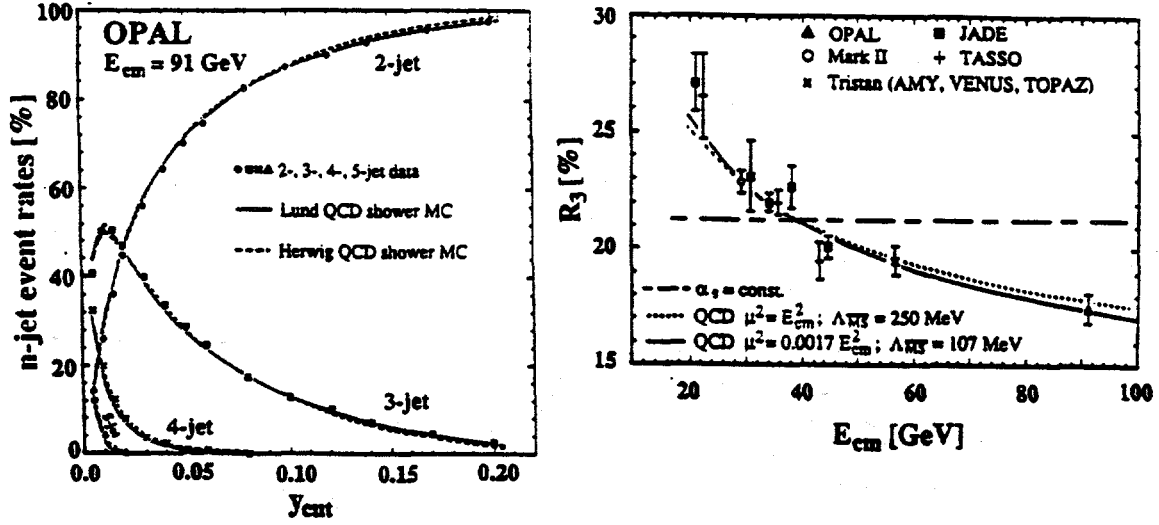 OPAL
E_cm = 91 GeV
2-jet
2-, 3-, 4-, 5-jet data
Lund QCD shower MC
Herwig QCD shower MC
3-jet
4-jet
5-jet
n-jet event rates [%]
100
80
60
40
20
0
0.0 0.05 0.10 0.15 0.20
y_cut
OPAL JADE
Mark II TASSO
Tristan (AMY, VENUS, TOPAZ)
α_s = const.
QCD μ² = E²_cm ; Λ_MS = 250 MeV
QCD μ² = 0.0017 E²_cm ; Λ_MS = 107 MeV
R₃ [%]
30
25
20
15
20 40 60 80 100
E_cm [GeV]